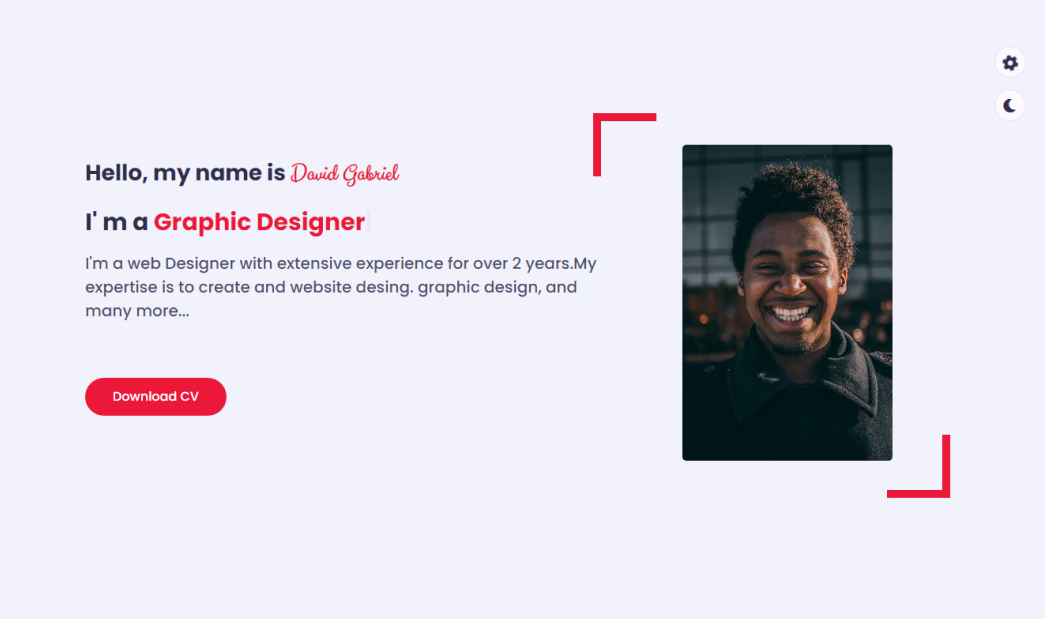 Hello, my name is David Gabriel
I' m a Graphic Designer
I'm a web Designer with extensive experience for over 2 years.My
expertise is to create and website desing. graphic design, and
many more...
Download CV